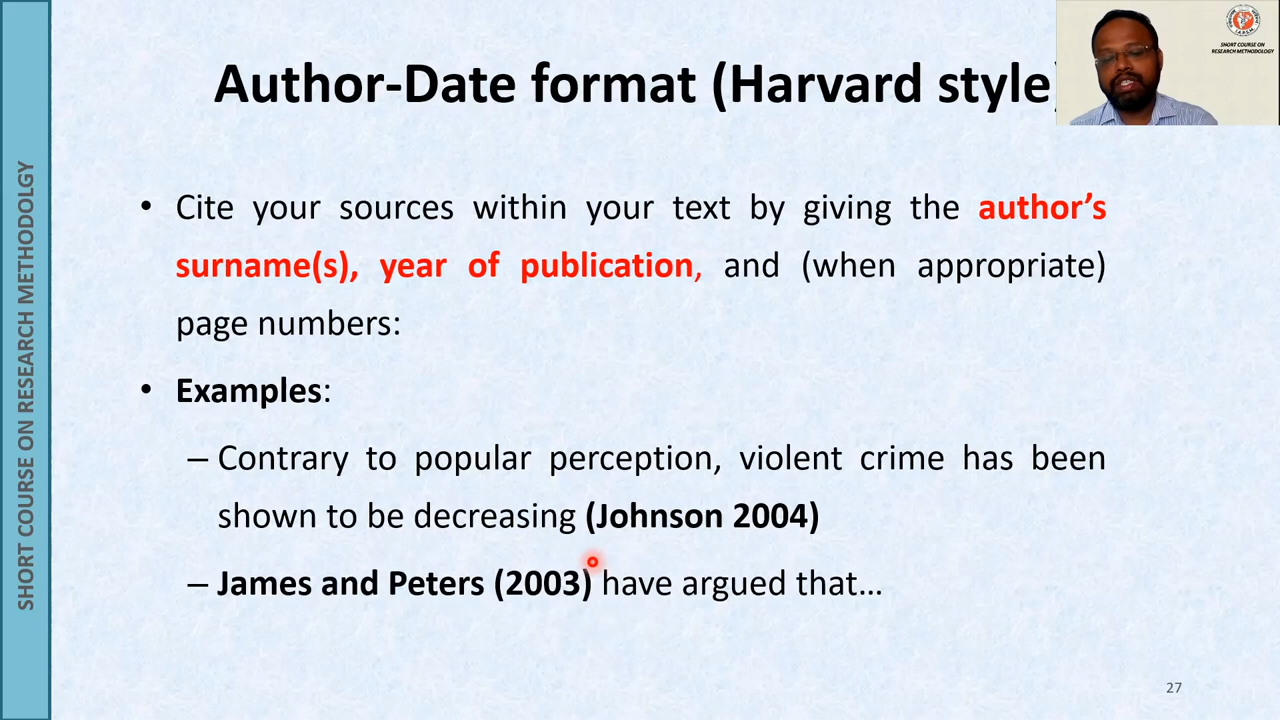 Author-Date format (Harvard style)
SHORT COURSE ON
RESEARCH METHODOLOGY
• Cite your sources within your text by giving the author’s
surname(s), year of publication, and (when appropriate)
page numbers:
• Examples:
– Contrary to popular perception, violent crime has been
shown to be decreasing (Johnson 2004)
– James and Peters (2003) have argued that…
SHORT COURSE ON RESEARCH METHODOLGY
27